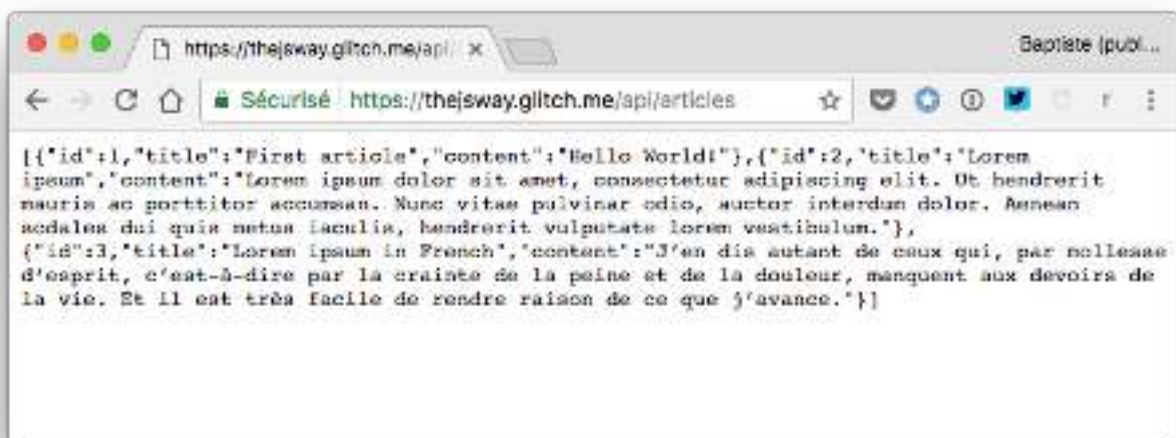 https://thejsway.glitch.me/api/ Baptiste (publ...
Sécurisé https://thejsway.glitch.me/api/articles
[{"id":1,"title":"First article","content":"Hello World!"},{"id":2,"title":"Lorem
ipsum","content":"Lorem ipsum dolor sit amet, consectetur adipiscing elit. Ut hendrerit
mauris ac porttitor accumsan. Nunc vitae pulvinar odio, auctor interdum dolor. Aenean
sodales dui quis metus iaculis, hendrerit vulputate lorem vestibulum."},
{"id":3,"title":"Lorem ipsum in French","content":"J'en dis autant de ceux qui, par mollesse
d'esprit, c'est-à-dire par la crainte de la peine et de la douleur, manquent aux devoirs de
la vie. Et il est très facile de rendre raison de ce que j'avance."}]